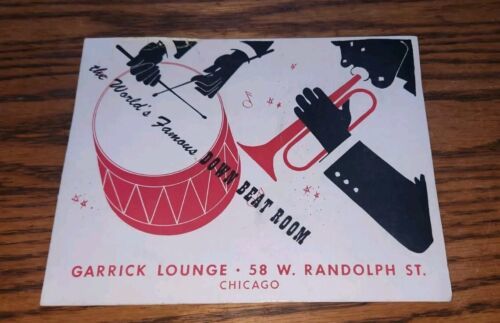 the World's Famous DOWN BEAT ROOM
GARRICK LOUNGE • 58 W. RANDOLPH ST.
CHICAGO